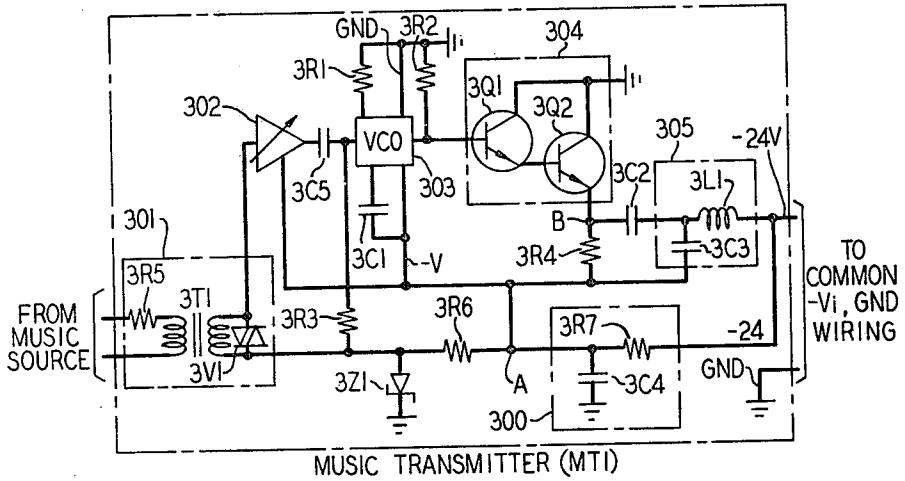 GND
3R2
304
3R1
3Q1
302
3Q2
VCO
305
-24V
3L1
303
3C5
3C2
B
301
3C1
3R4
3C3
-V
3R5
TO
COMMON
-Vi, GND
WIRING
3T1
3R3
3R6
3R7
-24
FROM
MUSIC
SOURCE
3V1
3Z1
A
3C4
GND
300
MUSIC TRANSMITTER (MTI)